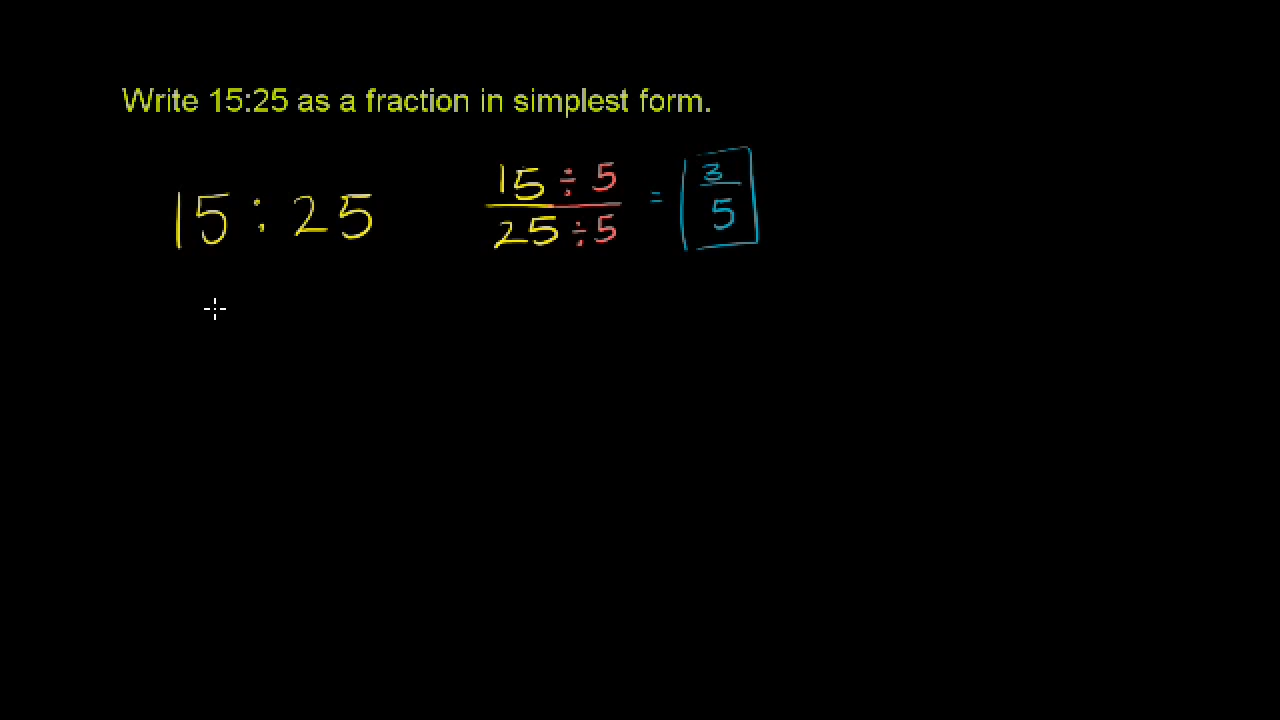 Write 15:25 as a fraction in simplest form.
15 : 25
15 ÷ 5
25 ÷ 5
=
3
5